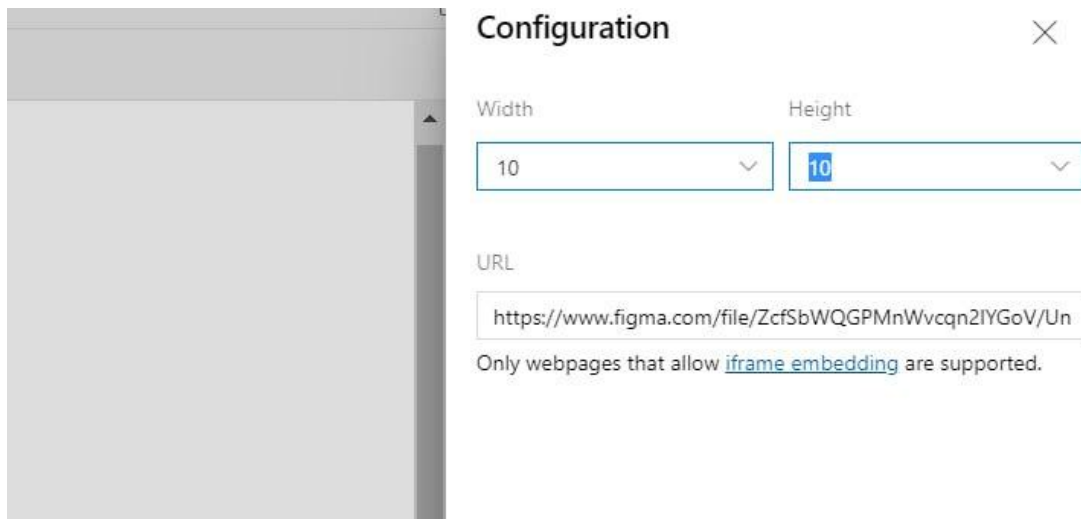 Configuration
Width Height
10 10
URL
https://www.figma.com/file/ZcfSbWQGPMnWvcqn2IYGoV/Un
Only webpages that allow iframe embedding are supported.